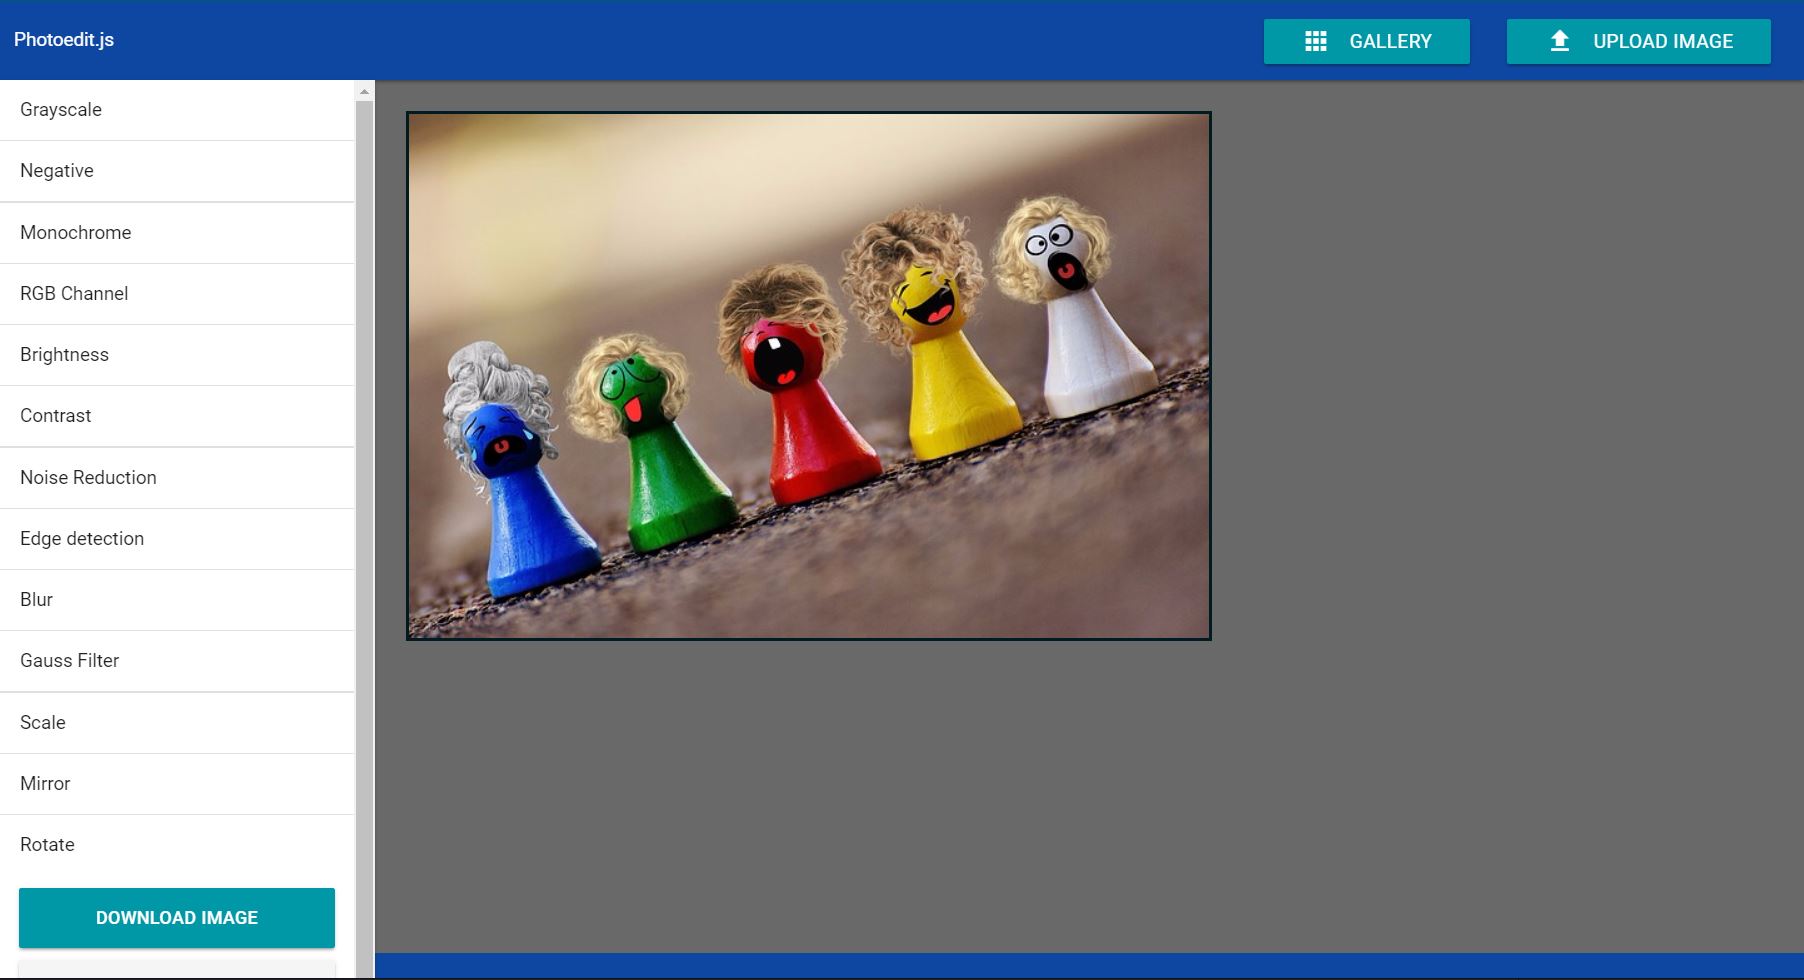 Photoedit.js
GALLERY
UPLOAD IMAGE
Grayscale
Negative
Monochrome
RGB Channel
Brightness
Contrast
Noise Reduction
Edge detection
Blur
Gauss Filter
Scale
Mirror
Rotate
DOWNLOAD IMAGE